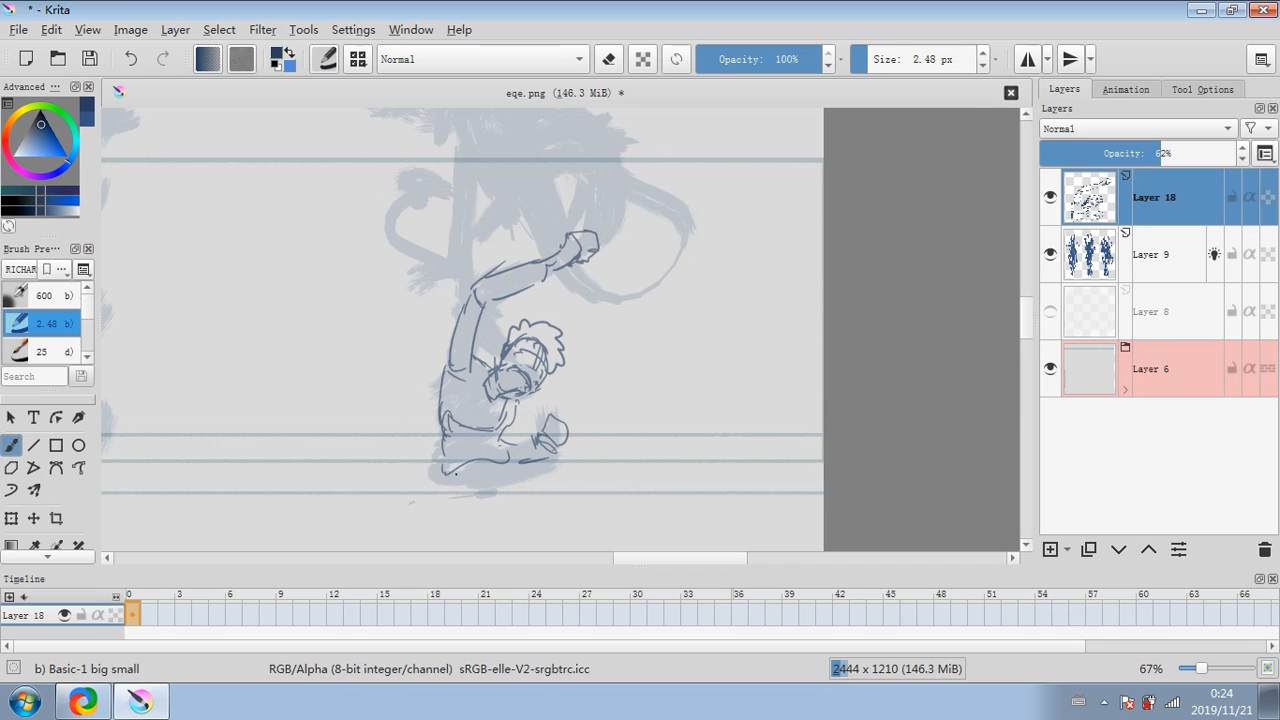 * - Krita
File Edit View Image Layer Select Filter Tools Settings Window Help
Normal Opacity: 100% Size: 2.48 px
Advanced ...
eqe.png (146.3 MiB) *
Layers Animation Tool Options
Layers
Normal
Opacity: 62%
Layer 18
Layer 9
Layer 8
Layer 6
Brush Pre...
RICHAR ...
600 b)
2.48 b)
25 d)
Search
Timeline
0 3 6 9 12 15 18 21 24 27 30 33 36 39 42 45 48 51 54 57 60 63 66
Layer 18
b) Basic-1 big small RGB/Alpha (8-bit integer/channel) sRGB-elle-V2-srgbtrc.icc 2444 x 1210 (146.3 MiB) 67%
0:24
2019/11/21